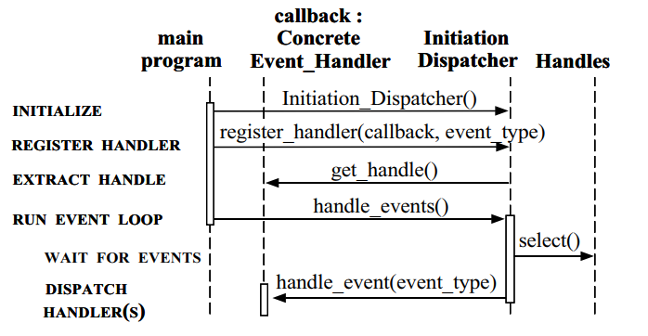 callback :
main Concrete Initiation
program Event_Handler Dispatcher Handles
INITIALIZE Initiation_Dispatcher()
REGISTER HANDLER register_handler(callback, event_type)
EXTRACT HANDLE get_handle()
RUN EVENT LOOP handle_events()
WAIT FOR EVENTS select()
DISPATCH handle_event(event_type)
HANDLER(S)